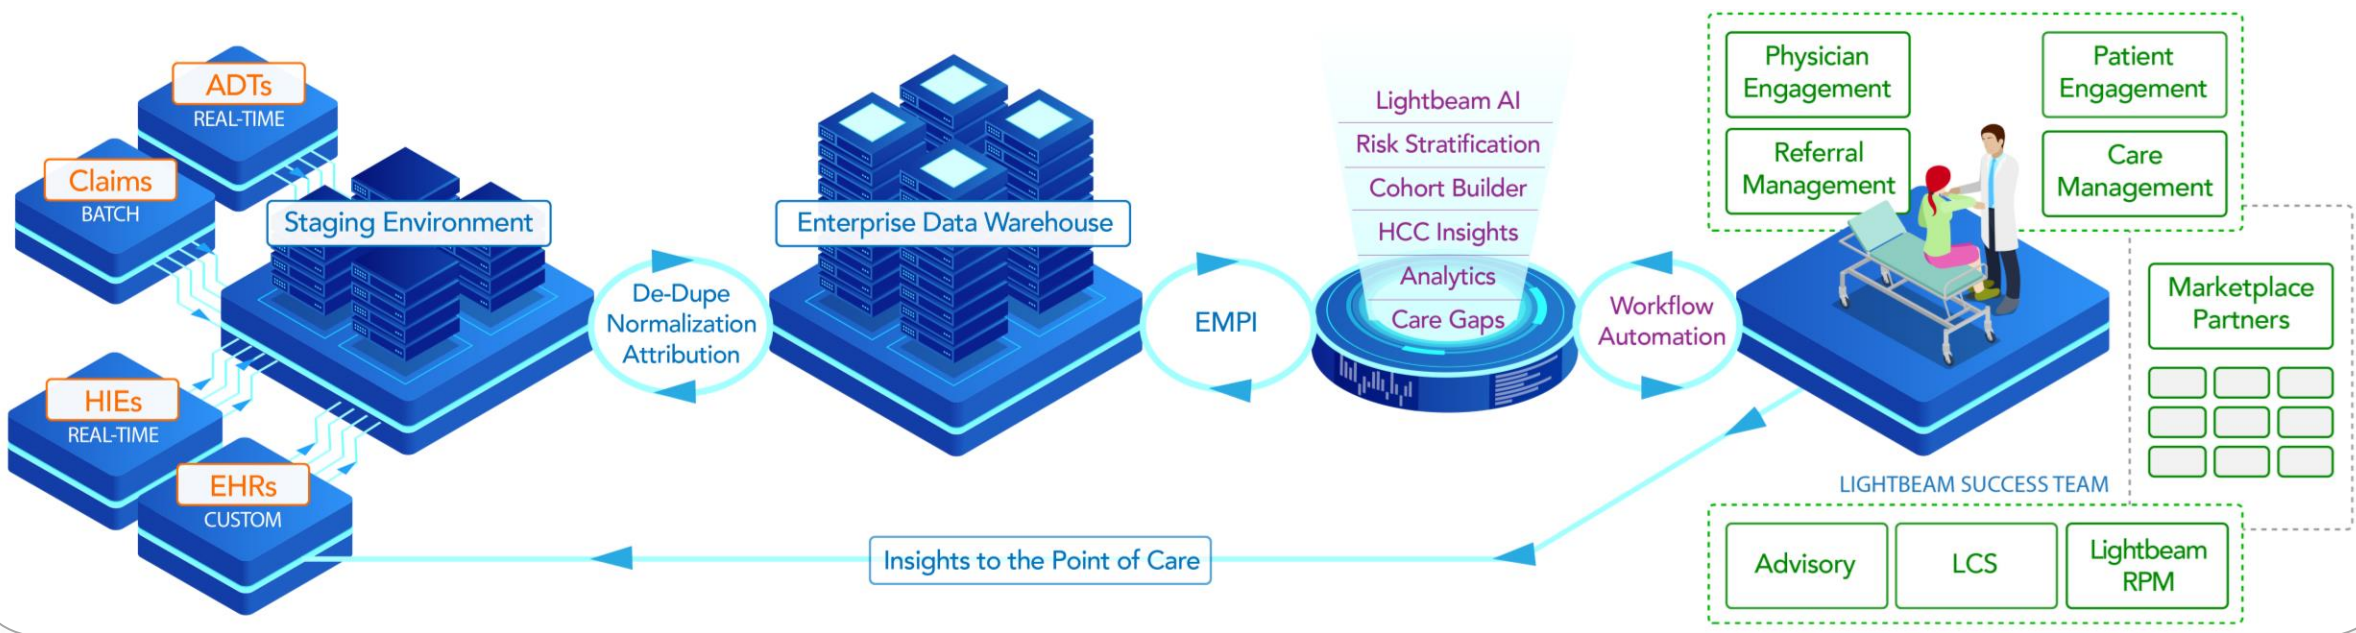 ADTs
REAL-TIME
Claims
BATCH
HIEs
REAL-TIME
EHRs
CUSTOM
Staging Environment
De-Dupe
Normalization
Attribution
Enterprise Data Warehouse
EMPI
Lightbeam AI
Risk Stratification
Cohort Builder
HCC Insights
Analytics
Care Gaps
Workflow
Automation
Physician
Engagement
Patient
Engagement
Referral
Management
Care
Management
Marketplace
Partners
LIGHTBEAM SUCCESS TEAM
Advisory
LCS
Lightbeam
RPM
Insights to the Point of Care